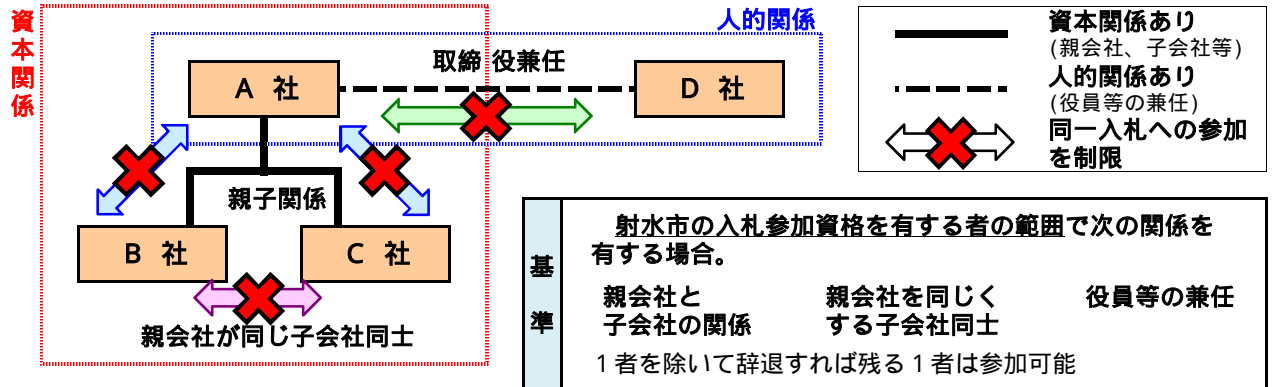 資本関係
人的関係
取締 役兼任
A 社
D 社
親子関係
B 社
C 社
親会社が同じ子会社同士
資本関係あり
(親会社、子会社等)
人的関係あり
(役員等の兼任)
同一入札への参加
を制限
基準
射水市の入札参加資格を有する者の範囲で次の関係を
有する場合。
親会社と
子会社の関係
親会社を同じく
する子会社同士
役員等の兼任
1者を除いて辞退すれば残る1者は参加可能